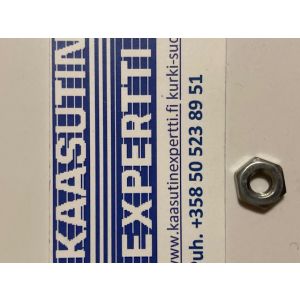 KAASUTIN
EXPERTTI
www.kaasutinexpertti.fi kurki-suo
Puh. +358 50 523 89 51